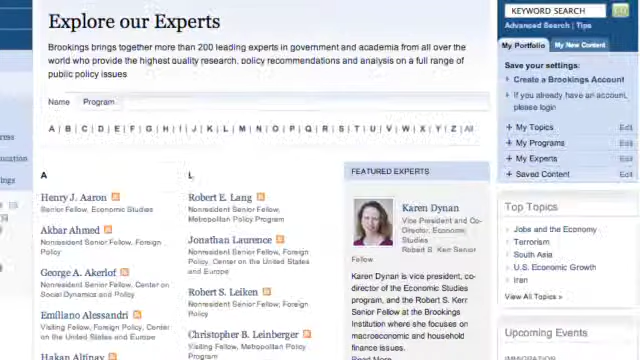 Explore our Experts
Brookings brings together more than 200 leading experts in government and academia from all over the
world who provide the highest quality research, policy recommendations and analysis on a full range of
public policy issues
Name Program
A | B | C | D | E | F | G | H | I | J | K | L | M | N | O | P | Q | R | S | T | U | V | W | X | Y | Z | All
A
Henry J. Aaron
Senior Fellow, Economic Studies
Akbar Ahmed
Nonresident Senior Fellow, Foreign
Policy
George A. Akerlof
Nonresident Senior Fellow, Center on
Social Dynamics and Policy
Emiliano Alessandri
Visiting Fellow, Foreign Policy, Center
on the United States and Europe
Hakan Altinay
L
Robert E. Lang
Nonresident Senior Fellow,
Metropolitan Policy Program
Jonathan Laurence
Nonresident Senior Fellow, Foreign
Policy, Center on the United States
and Europe
Robert S. Leiken
Nonresident Senior Fellow, Foreign
Policy
Christopher B. Leinberger
Visiting Fellow, Metropolitan Policy
Program
FEATURED EXPERTS
Karen Dynan
Vice President and Co-
Director, Economic
Studies
Robert S. Kerr Senior
Fellow
Karen Dynan is vice president, co-
director of the Economic Studies
program, and the Robert S. Kerr
Senior Fellow at the Brookings
Institution where she focuses on
macroeconomic and household
finance issues.
Read More
KEYWORD SEARCH
GO
Advanced Search | Tips
My Portfolio My New Content
Save your settings:
Create a Brookings Account
If you already have an account,
please login
+ My Topics Edit
+ My Programs Edit
+ My Experts Edit
+ Saved Content Edit
Top Topics
Jobs and the Economy
Terrorism
South Asia
U.S. Economic Growth
Iran
View All Topics »
Upcoming Events
IMMIGRATION